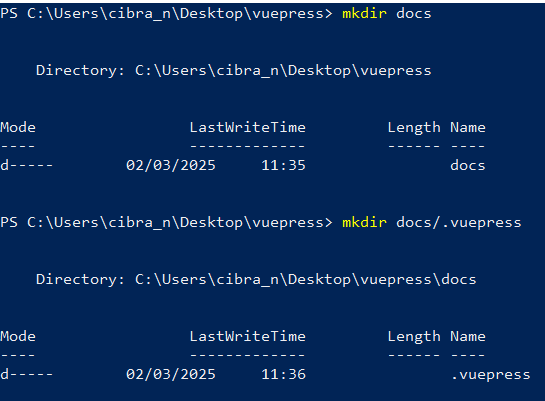 PS C:\Users\cibra_n\Desktop\vuepress> mkdir docs
Directory: C:\Users\cibra_n\Desktop\vuepress
Mode                 LastWriteTime         Length Name
----                 -------------         ------ ----
d-----        02/03/2025     11:35                docs
PS C:\Users\cibra_n\Desktop\vuepress> mkdir docs/.vuepress
Directory: C:\Users\cibra_n\Desktop\vuepress\docs
Mode                 LastWriteTime         Length Name
----                 -------------         ------ ----
d-----        02/03/2025     11:36                .vuepress